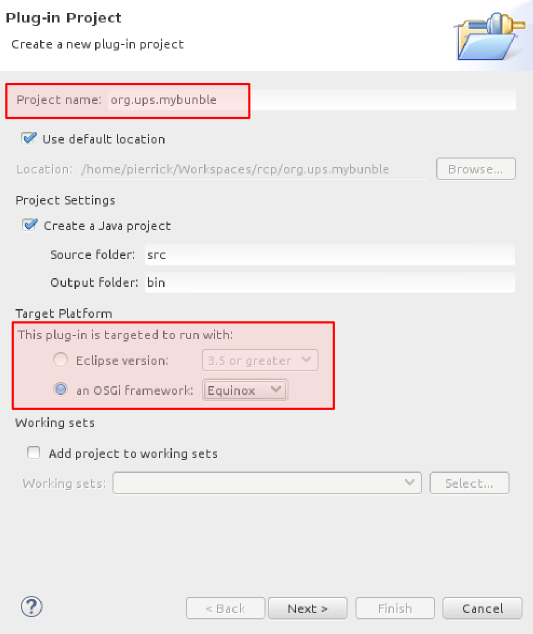 Plug-in Project
Create a new plug-in project
Project name: org.ups.mybunble
Use default location
Location: /home/pierrick/Workspaces/rcp/org.ups.mybunble Browse...
Project Settings
Create a Java project
Source folder: src
Output folder: bin
Target Platform
This plug-in is targeted to run with:
Eclipse version: 3.5 or greater
an OSGi framework: Equinox
Working sets
Add project to working sets
Working sets: Select...
? < Back Next > Finish Cancel